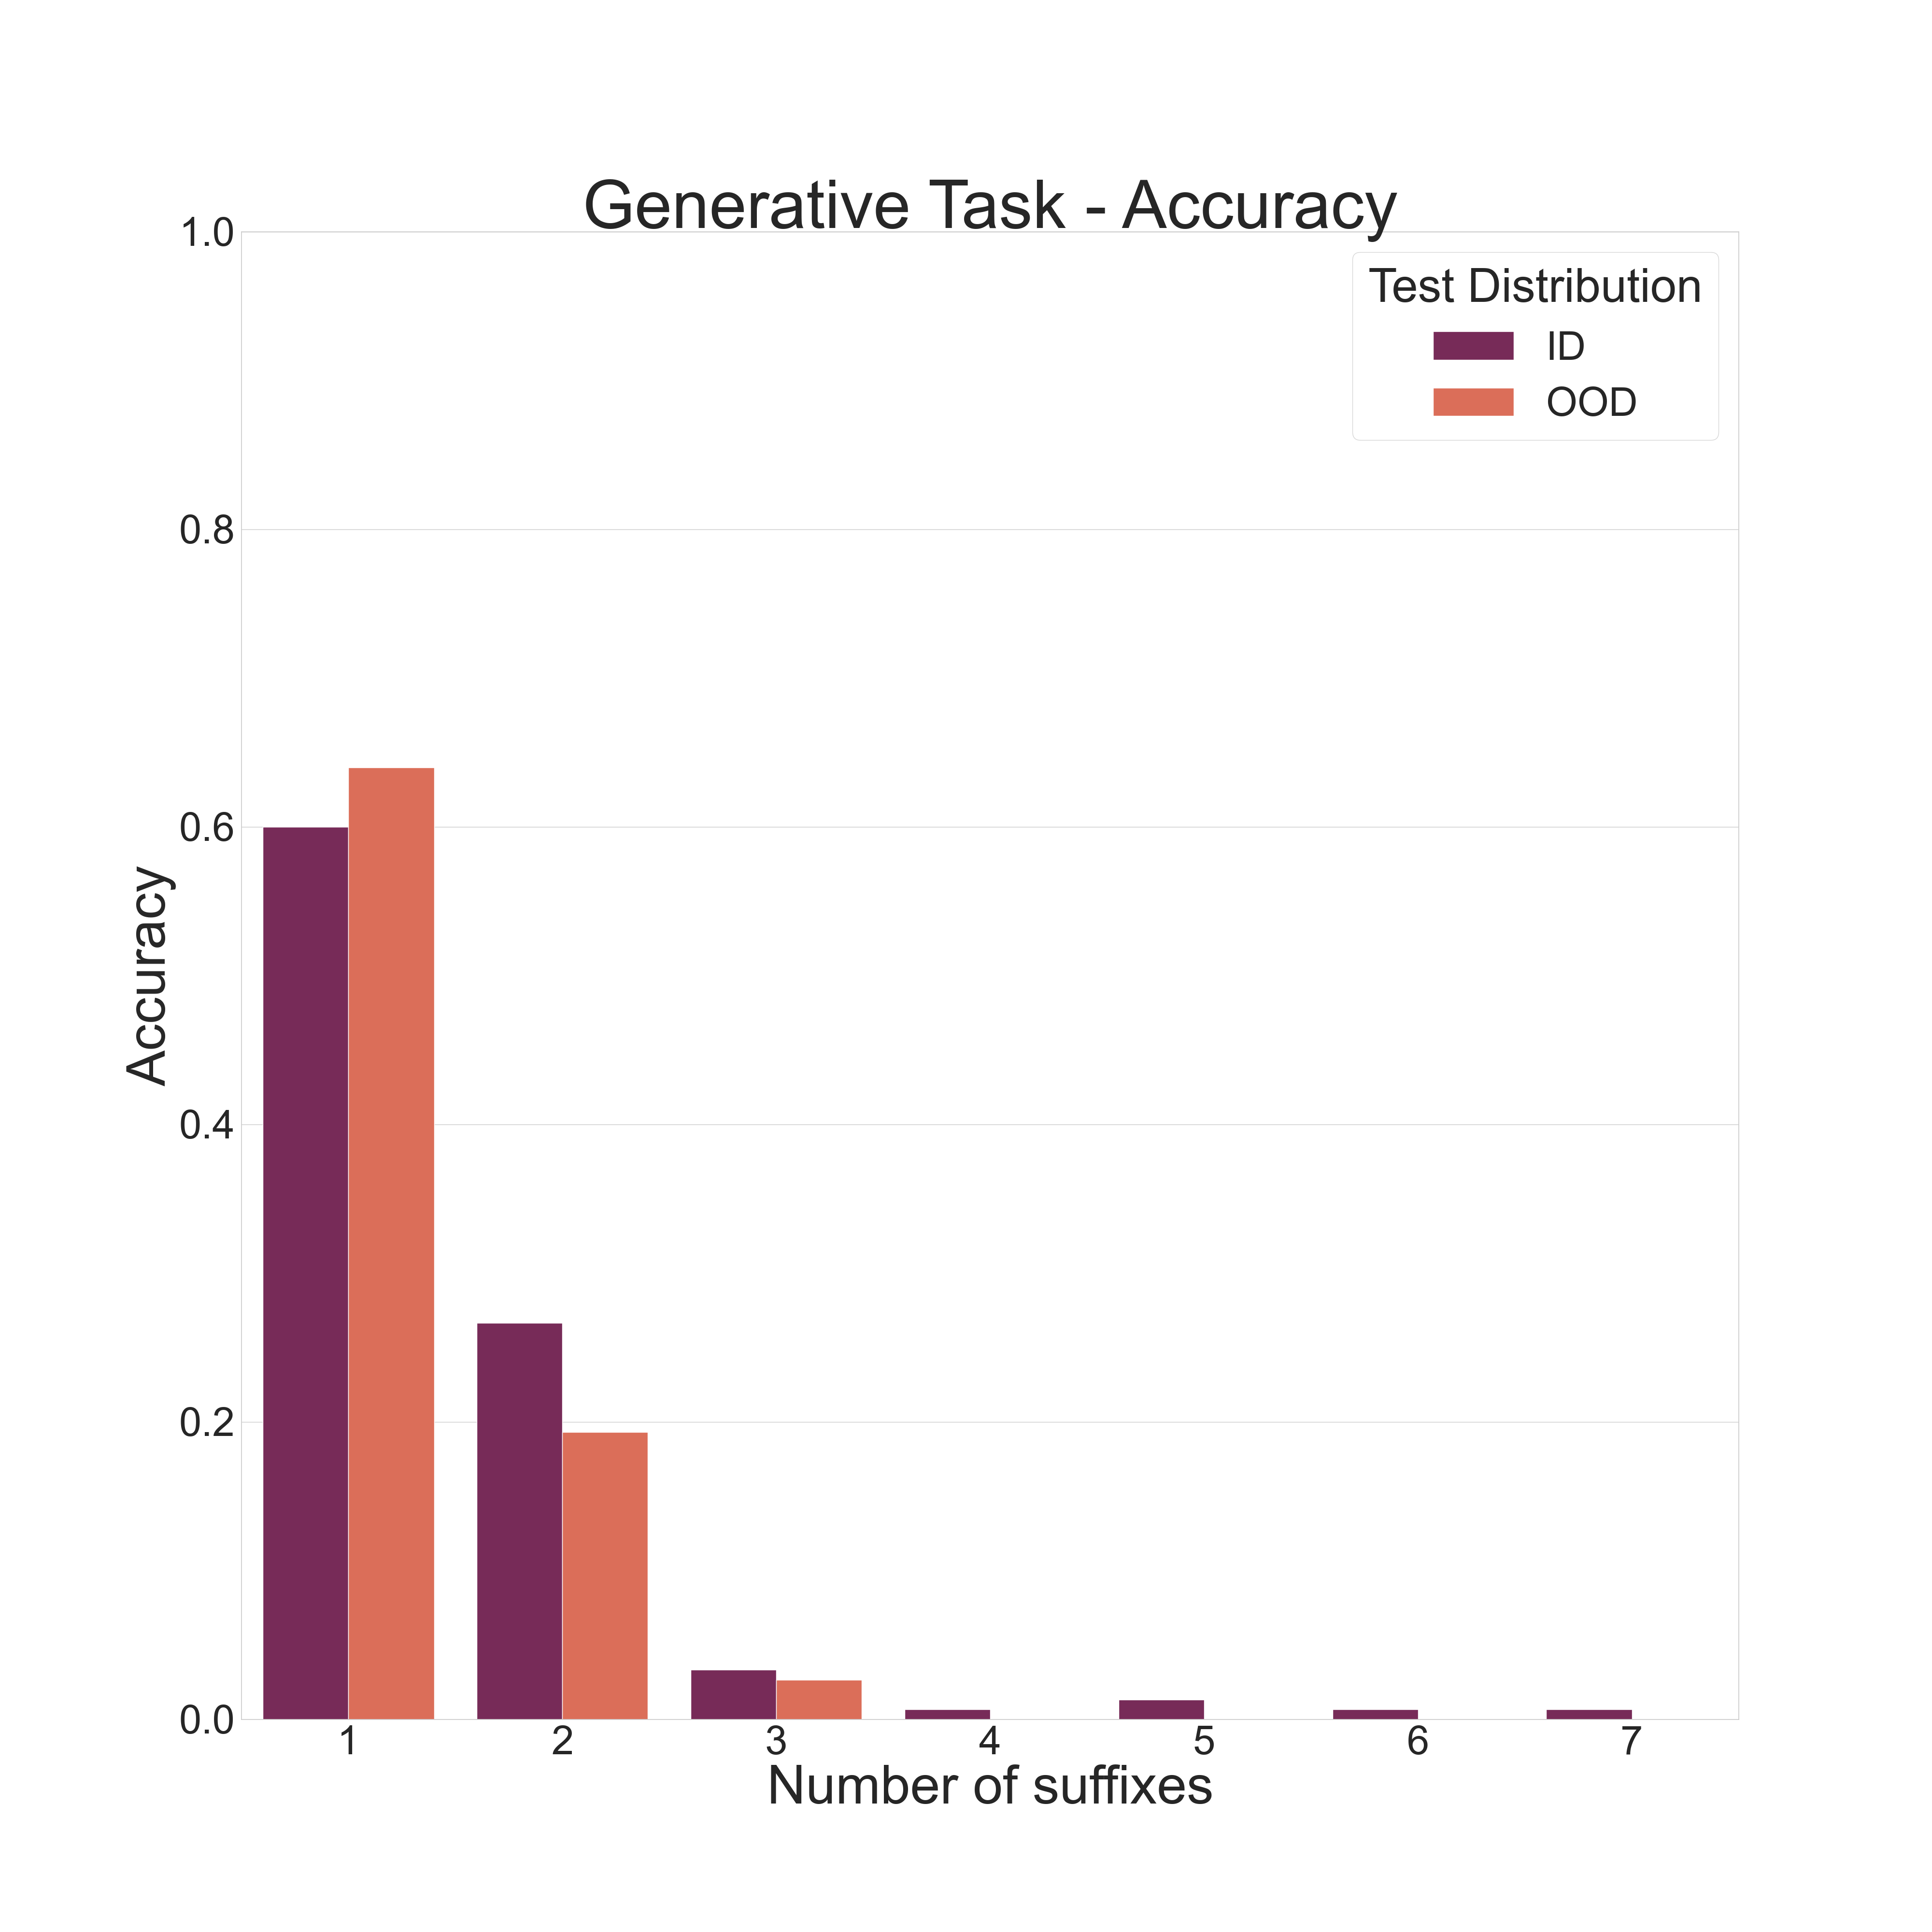 Generative Task - Accuracy
Test Distribution
ID
OOD
1.0
0.8
0.6
0.4
0.2
0.0
Accuracy
1 2 3 4 5 6 7
Number of suffixes